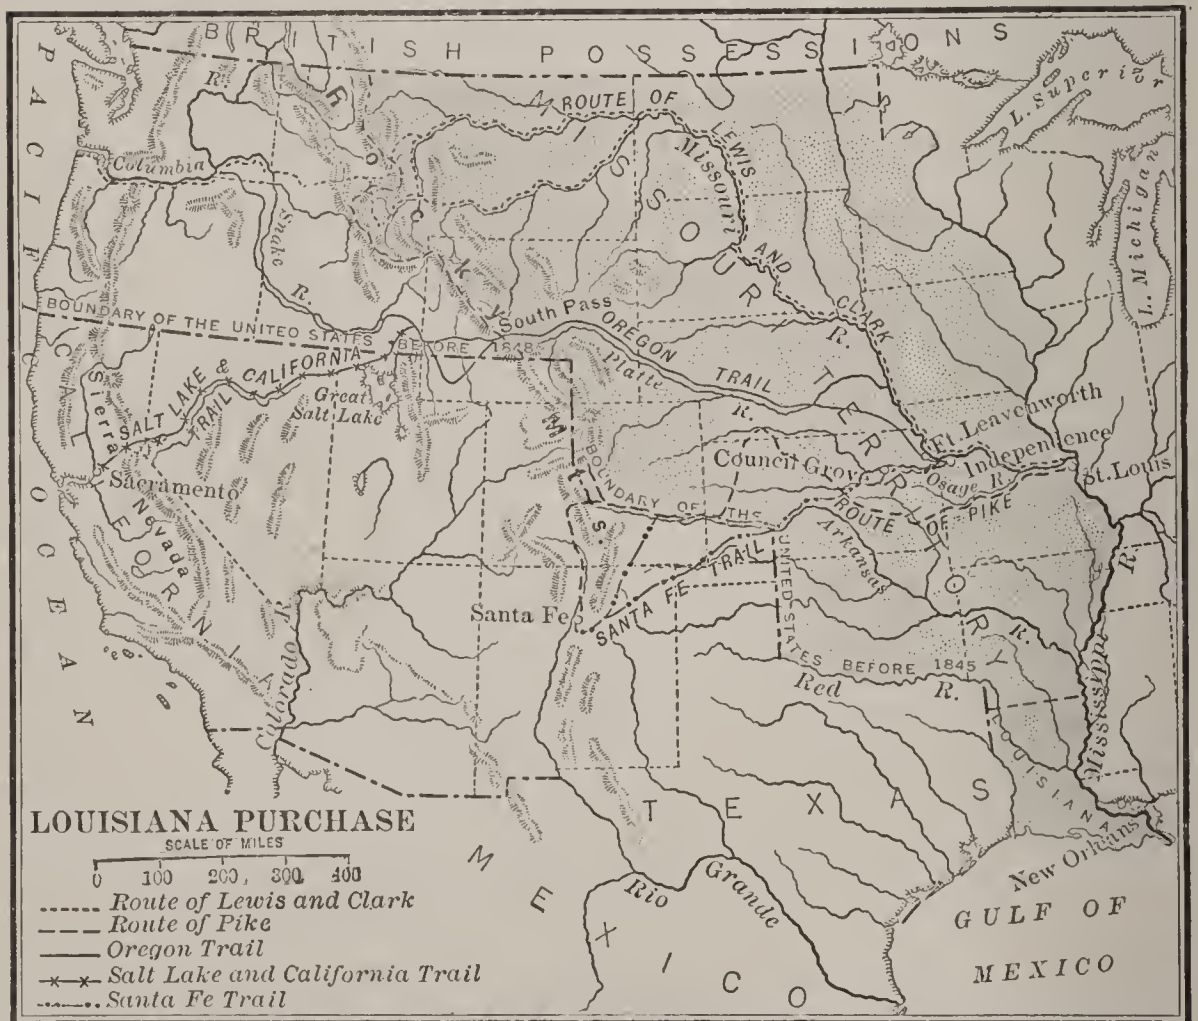 BRITISH POSSESSIONS
PACIFIC OCEAN
L. Superior
L. Michigan
R.
Columbia
ROCKY MTS.
ROUTE OF LEWIS AND CLARK
Missouri
R.
MISSOURI TERRITORY
Snake
R.
South Pass
OREGON TRAIL
Platte
R.
BOUNDARY OF THE UNITED STATES BEFORE 1848
SALT LAKE & CALIFORNIA TRAIL
Great
Salt Lake
CALIFORNIA
Sierra Nevada
Sacramento
Ft. Leavenworth
Independence
St. Louis
Council Grove
Osage R.
ROUTE OF PIKE
Arkansas
R.
BOUNDARY OF THE UNITED STATES BEFORE 1845
SANTA FE TRAIL
Santa Fe
Colorado R.
Red R.
Mississippi R.
LOUISIANA
New Orleans
TEXAS
Rio Grande
MEXICO
GULF OF
MEXICO
LOUISIANA PURCHASE
SCALE OF MILES
0 100 200 300 400
Route of Lewis and Clark
Route of Pike
Oregon Trail
Salt Lake and California Trail
Santa Fe Trail